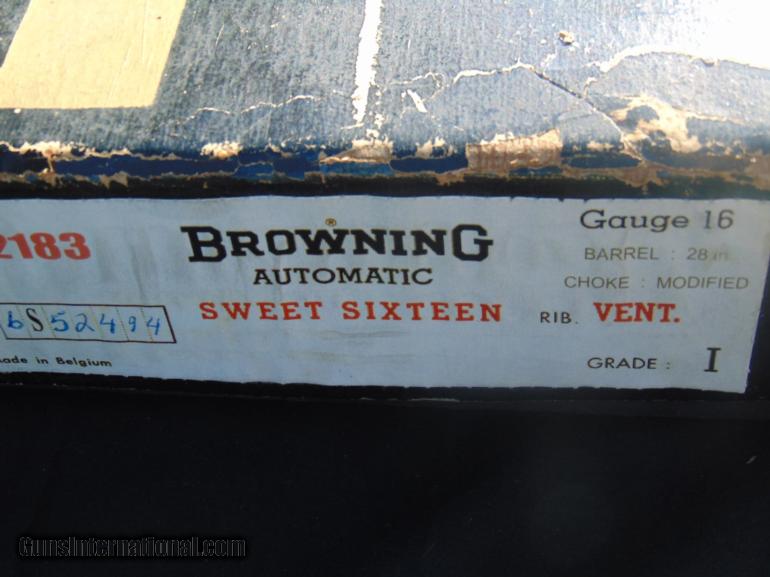 2183
BROWNING®
AUTOMATIC
SWEET SIXTEEN
Gauge 16
BARREL : 28 in.
CHOKE : MODIFIED
RIB. VENT.
GRADE : I
6S52494
made in Belgium
GunsInternational.com